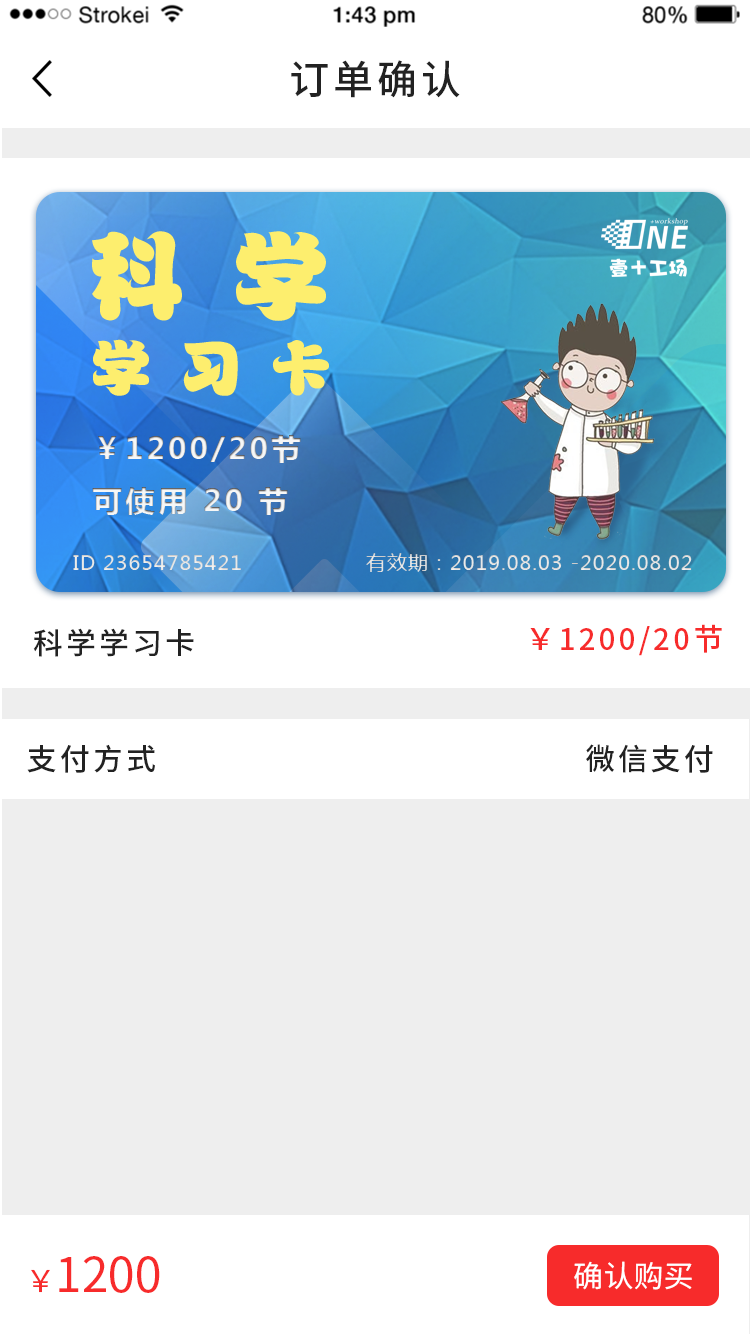 Strokei 1:43 pm 80%
订单确认
+workshop
ONE
壹十工场
科学
学习卡
￥1200/20节
可使用 20 节
ID 23654785421 有效期：2019.08.03 -2020.08.02
科学学习卡 ￥1200/20节
支付方式 微信支付
￥1200 确认购买